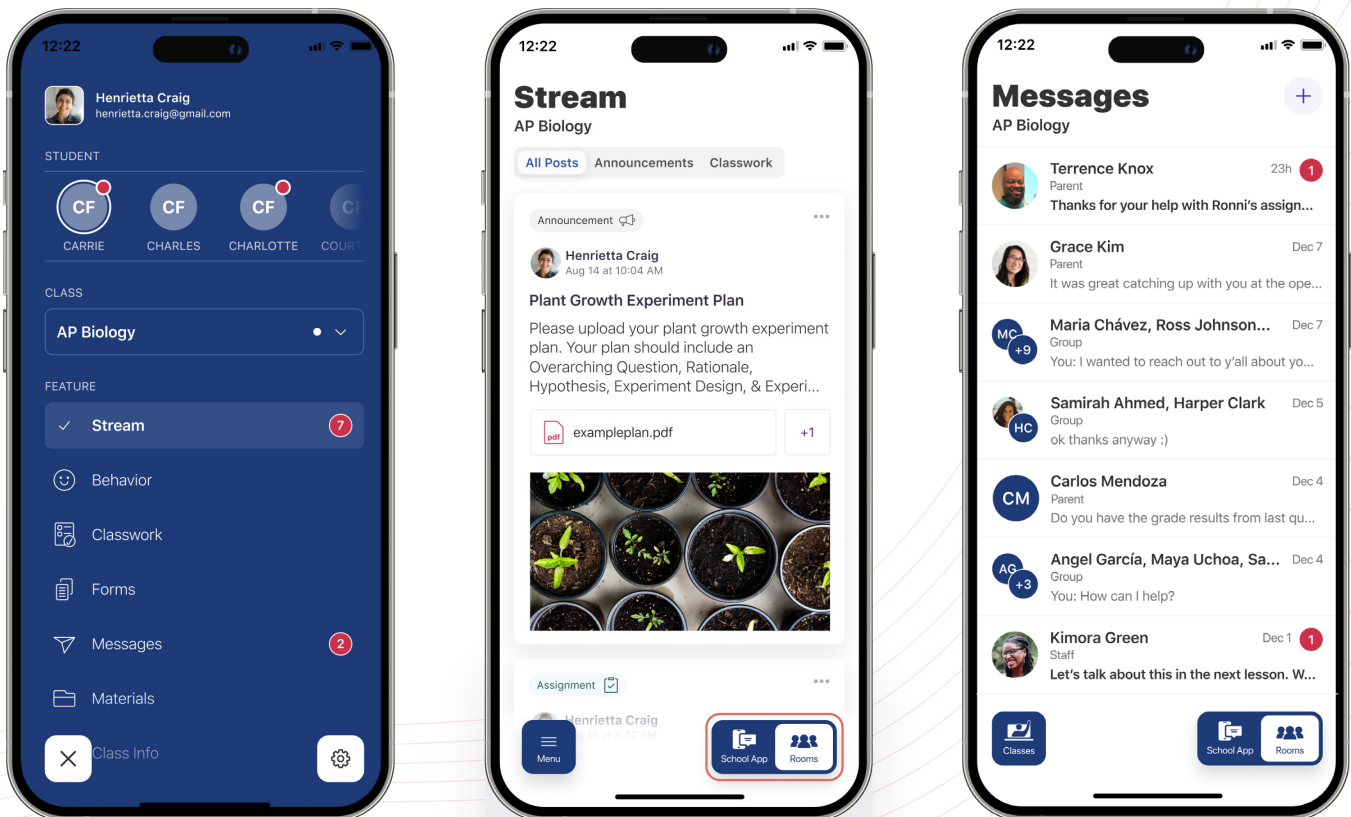 12:22
Henrietta Craig
henrietta.craig@gmail.com
STUDENT
CF CF CF CF
CARRIE CHARLES CHARLOTTE COURT
CLASS
AP Biology
FEATURE
Stream 7
Behavior
Classwork
Forms
Messages 2
Materials
Class Info
12:22
Stream
AP Biology
All Posts Announcements Classwork
Announcement
Henrietta Craig
Aug 14 at 10:04 AM
Plant Growth Experiment Plan
Please upload your plant growth experiment
plan. Your plan should include an
Overarching Question, Rationale,
Hypothesis, Experiment Design, & Experi...
pdf exampleplan.pdf +1
Assignment
Henrietta Craig
Aug 15 at 8:07 AM
Menu School App Rooms
12:22
Messages
AP Biology
Terrence Knox 23h 1
Parent
Thanks for your help with Ronni's assign...
Grace Kim Dec 7
Parent
It was great catching up with you at the ope...
MC +9 Maria Chávez, Ross Johnson... Dec 7
Group
You: I wanted to reach out to y'all about yo...
Samirah Ahmed, Harper Clark Dec 5
HC Group
ok thanks anyway :)
Carlos Mendoza Dec 4
CM Parent
Do you have the grade results from last qu...
AG +3 Angel García, Maya Uchoa, Sa... Dec 4
Group
You: How can I help?
Kimora Green Dec 1 1
Staff
Let's talk about this in the next lesson. W...
Classes School App Rooms